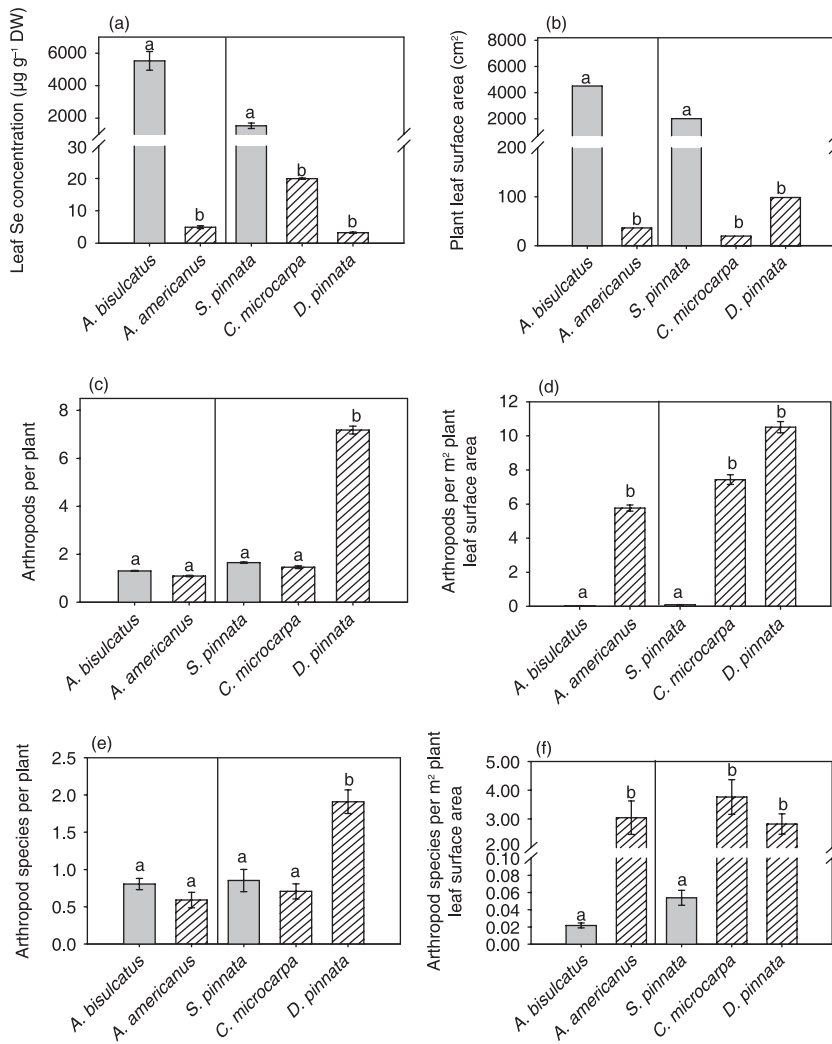 (a)
Leaf Se concentration (µg g⁻¹ DW)
6000
4000
2000
30
20
10
0
a
b
a
b
b
A. bisulcatus
A. americanus
S. pinnata
C. microcarpa
D. pinnata
(b)
Plant leaf surface area (cm²)
8000
6000
4000
2000
200
100
0
a
b
a
b
b
A. bisulcatus
A. americanus
S. pinnata
C. microcarpa
D. pinnata
(c)
Arthropods per plant
8
6
4
2
0
a
a
a
a
b
A. bisulcatus
A. americanus
S. pinnata
C. microcarpa
D. pinnata
(d)
Arthropods per m² plant
leaf surface area
12
10
8
6
4
2
0
a
b
a
b
b
A. bisulcatus
A. americanus
S. pinnata
C. microcarpa
D. pinnata
(e)
Arthropod species per plant
2.5
2.0
1.5
1.0
0.5
0.0
a
a
a
a
b
A. bisulcatus
A. americanus
S. pinnata
C. microcarpa
D. pinnata
(f)
Arthropod species per m² plant
leaf surface area
5.00
4.00
3.00
2.00
0.10
0.08
0.06
0.04
0.02
0.00
a
b
a
b
b
A. bisulcatus
A. americanus
S. pinnata
C. microcarpa
D. pinnata